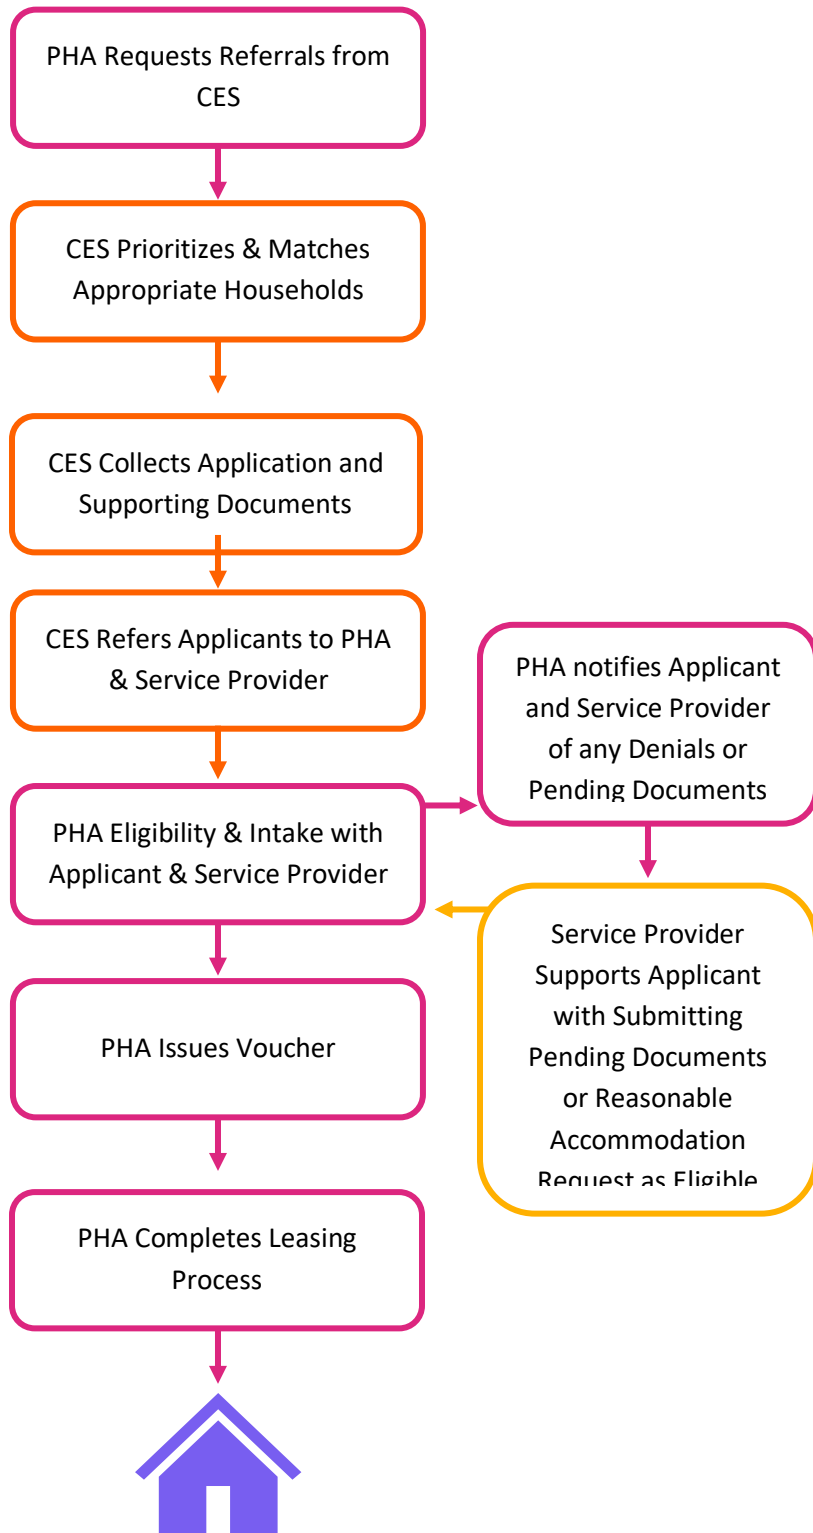 PHA Requests Referrals from
CES
CES Prioritizes & Matches
Appropriate Households
CES Collects Application and
Supporting Documents
CES Refers Applicants to PHA
& Service Provider
PHA Eligibility & Intake with
Applicant & Service Provider
PHA notifies Applicant
and Service Provider
of any Denials or
Pending Documents
Service Provider
Supports Applicant
with Submitting
Pending Documents
or Reasonable
Accommodation
Request as Eligible
PHA Issues Voucher
PHA Completes Leasing
Process